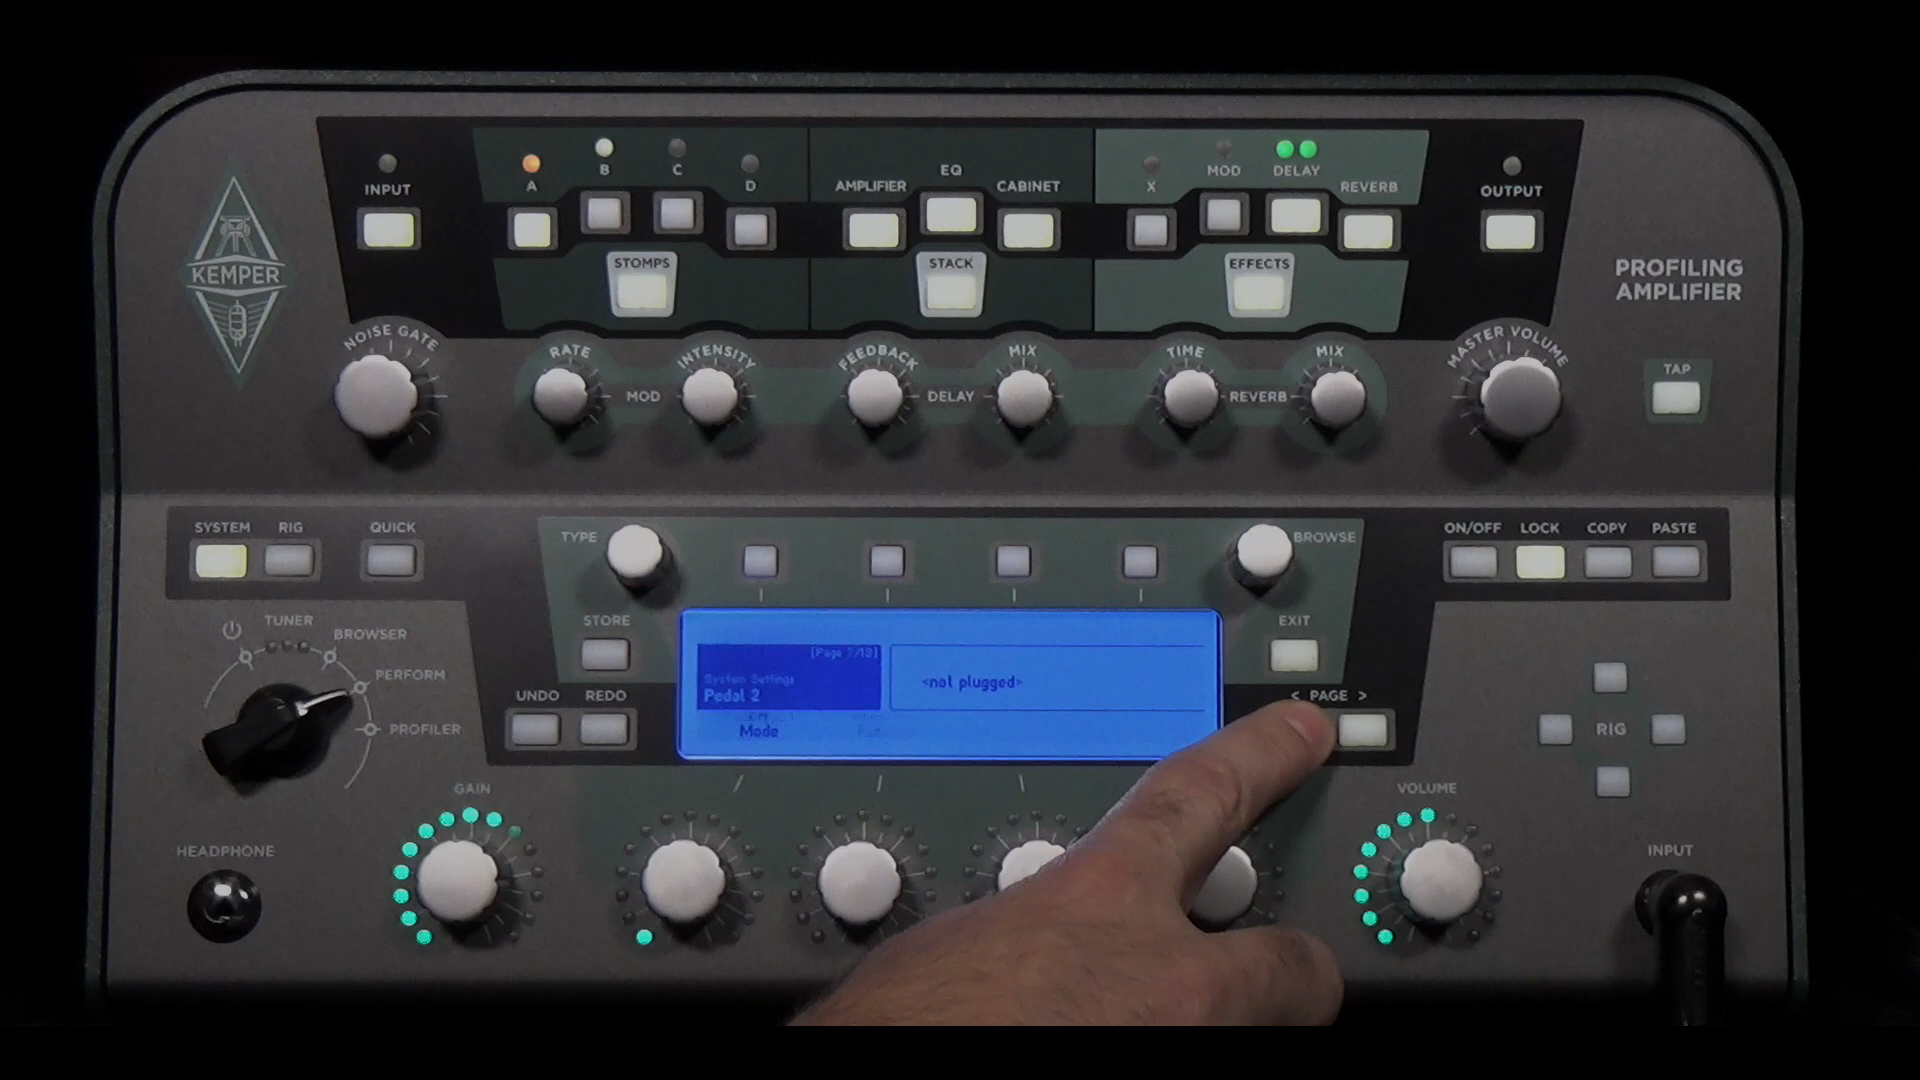 INPUT
A
B
C
D
AMPLIFIER
EQ
CABINET
X
MOD
DELAY
REVERB
OUTPUT
STOMPS
STACK
EFFECTS
KEMPER
PROFILING
AMPLIFIER
NOISE GATE
RATE
MOD
INTENSITY
FEEDBACK
DELAY
MIX
TIME
REVERB
MIX
MASTER VOLUME
TAP
SYSTEM
RIG
QUICK
TYPE
BROWSE
ON/OFF
LOCK
COPY
PASTE
TUNER
BROWSER
PERFORM
PROFILER
STORE
EXIT
UNDO
REDO
< PAGE >
System Settings
Pedal 2
<not plugged>
Mode
RIG
GAIN
VOLUME
HEADPHONE
INPUT